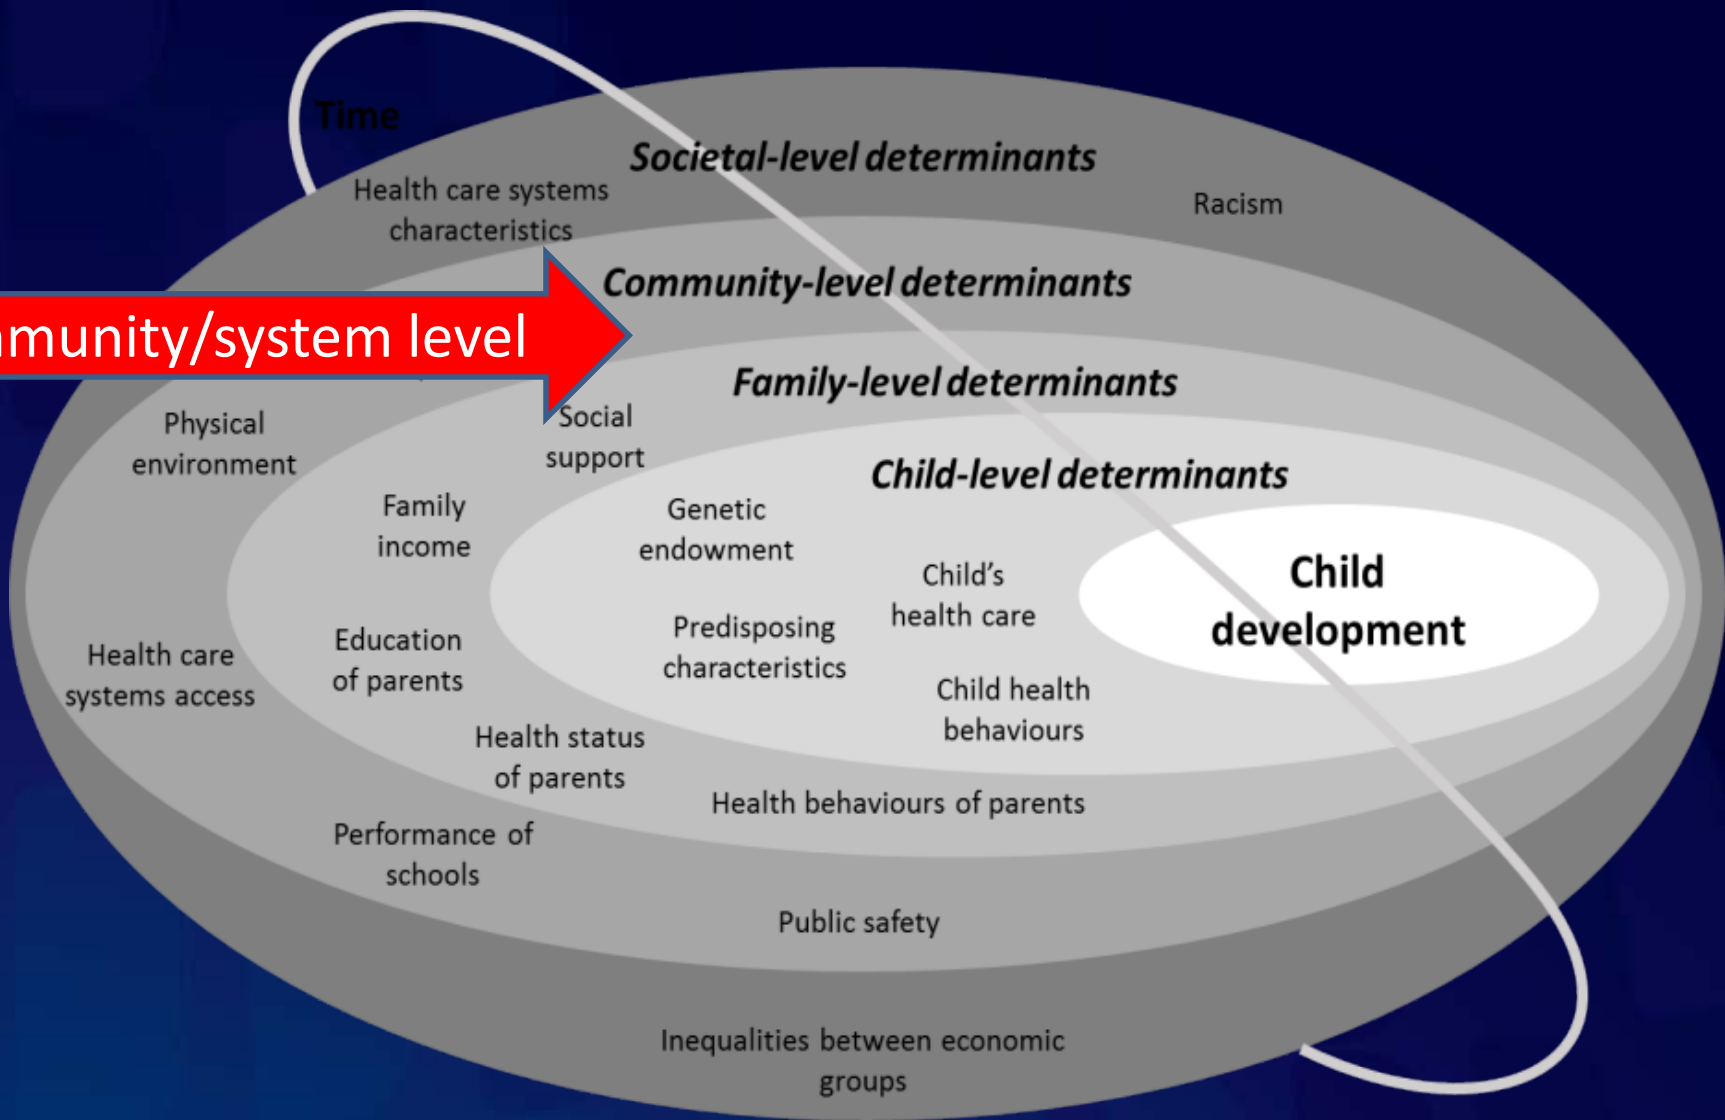 Time
Societal-level determinants
Health care systems
characteristics
Racism
Community-level determinants
munity/system level
Family-level determinants
Physical
environment
Social
support
Child-level determinants
Family
income
Genetic
endowment
Child's
health care
Child
development
Education
of parents
Predisposing
characteristics
Health care
systems access
Child health
behaviours
Health status
of parents
Health behaviours of parents
Performance of
schools
Public safety
Inequalities between economic
groups